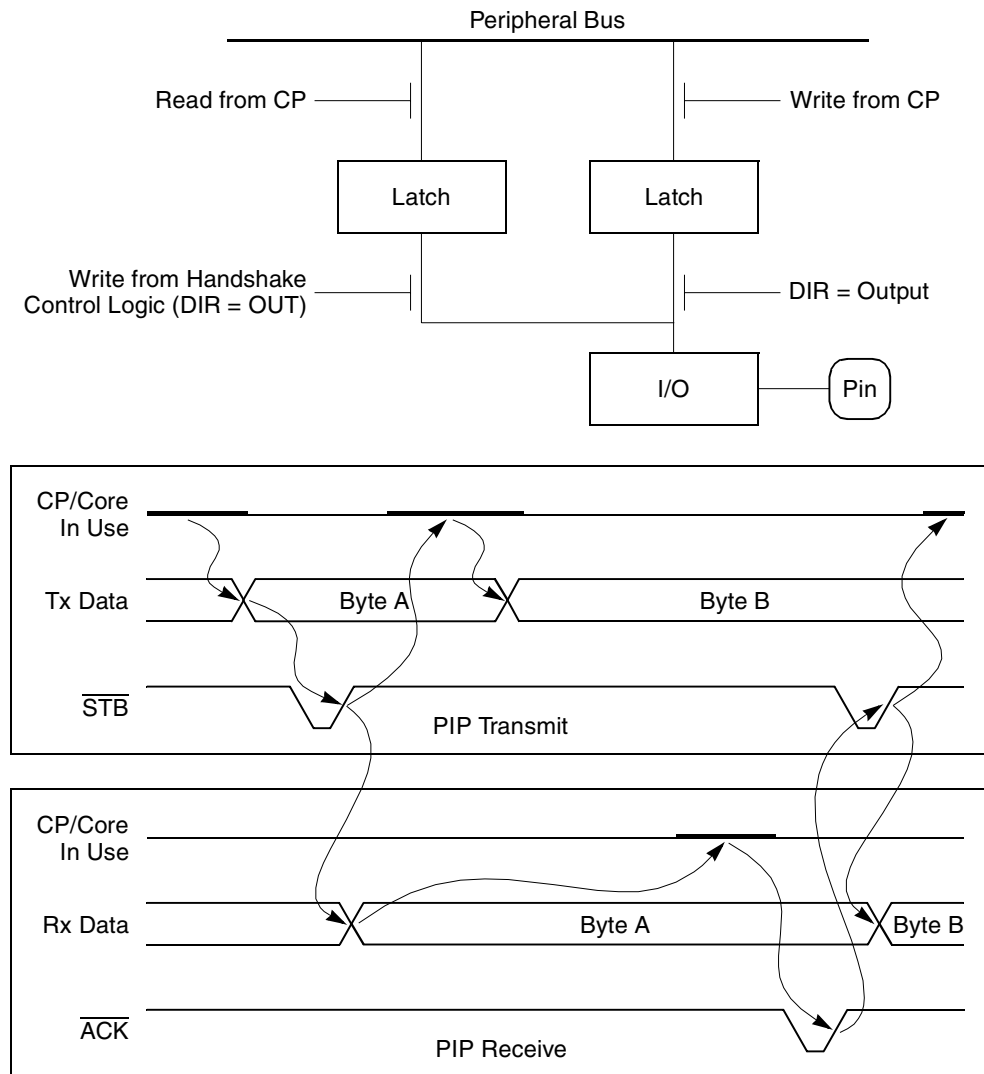 Peripheral Bus
Read from CP
Write from CP
Latch
Latch
Write from Handshake
Control Logic (DIR = OUT)
DIR = Output
I/O
Pin
CP/Core
In Use
Tx Data
Byte A
Byte B
STB
PIP Transmit
CP/Core
In Use
Rx Data
Byte A
Byte B
ACK
PIP Receive